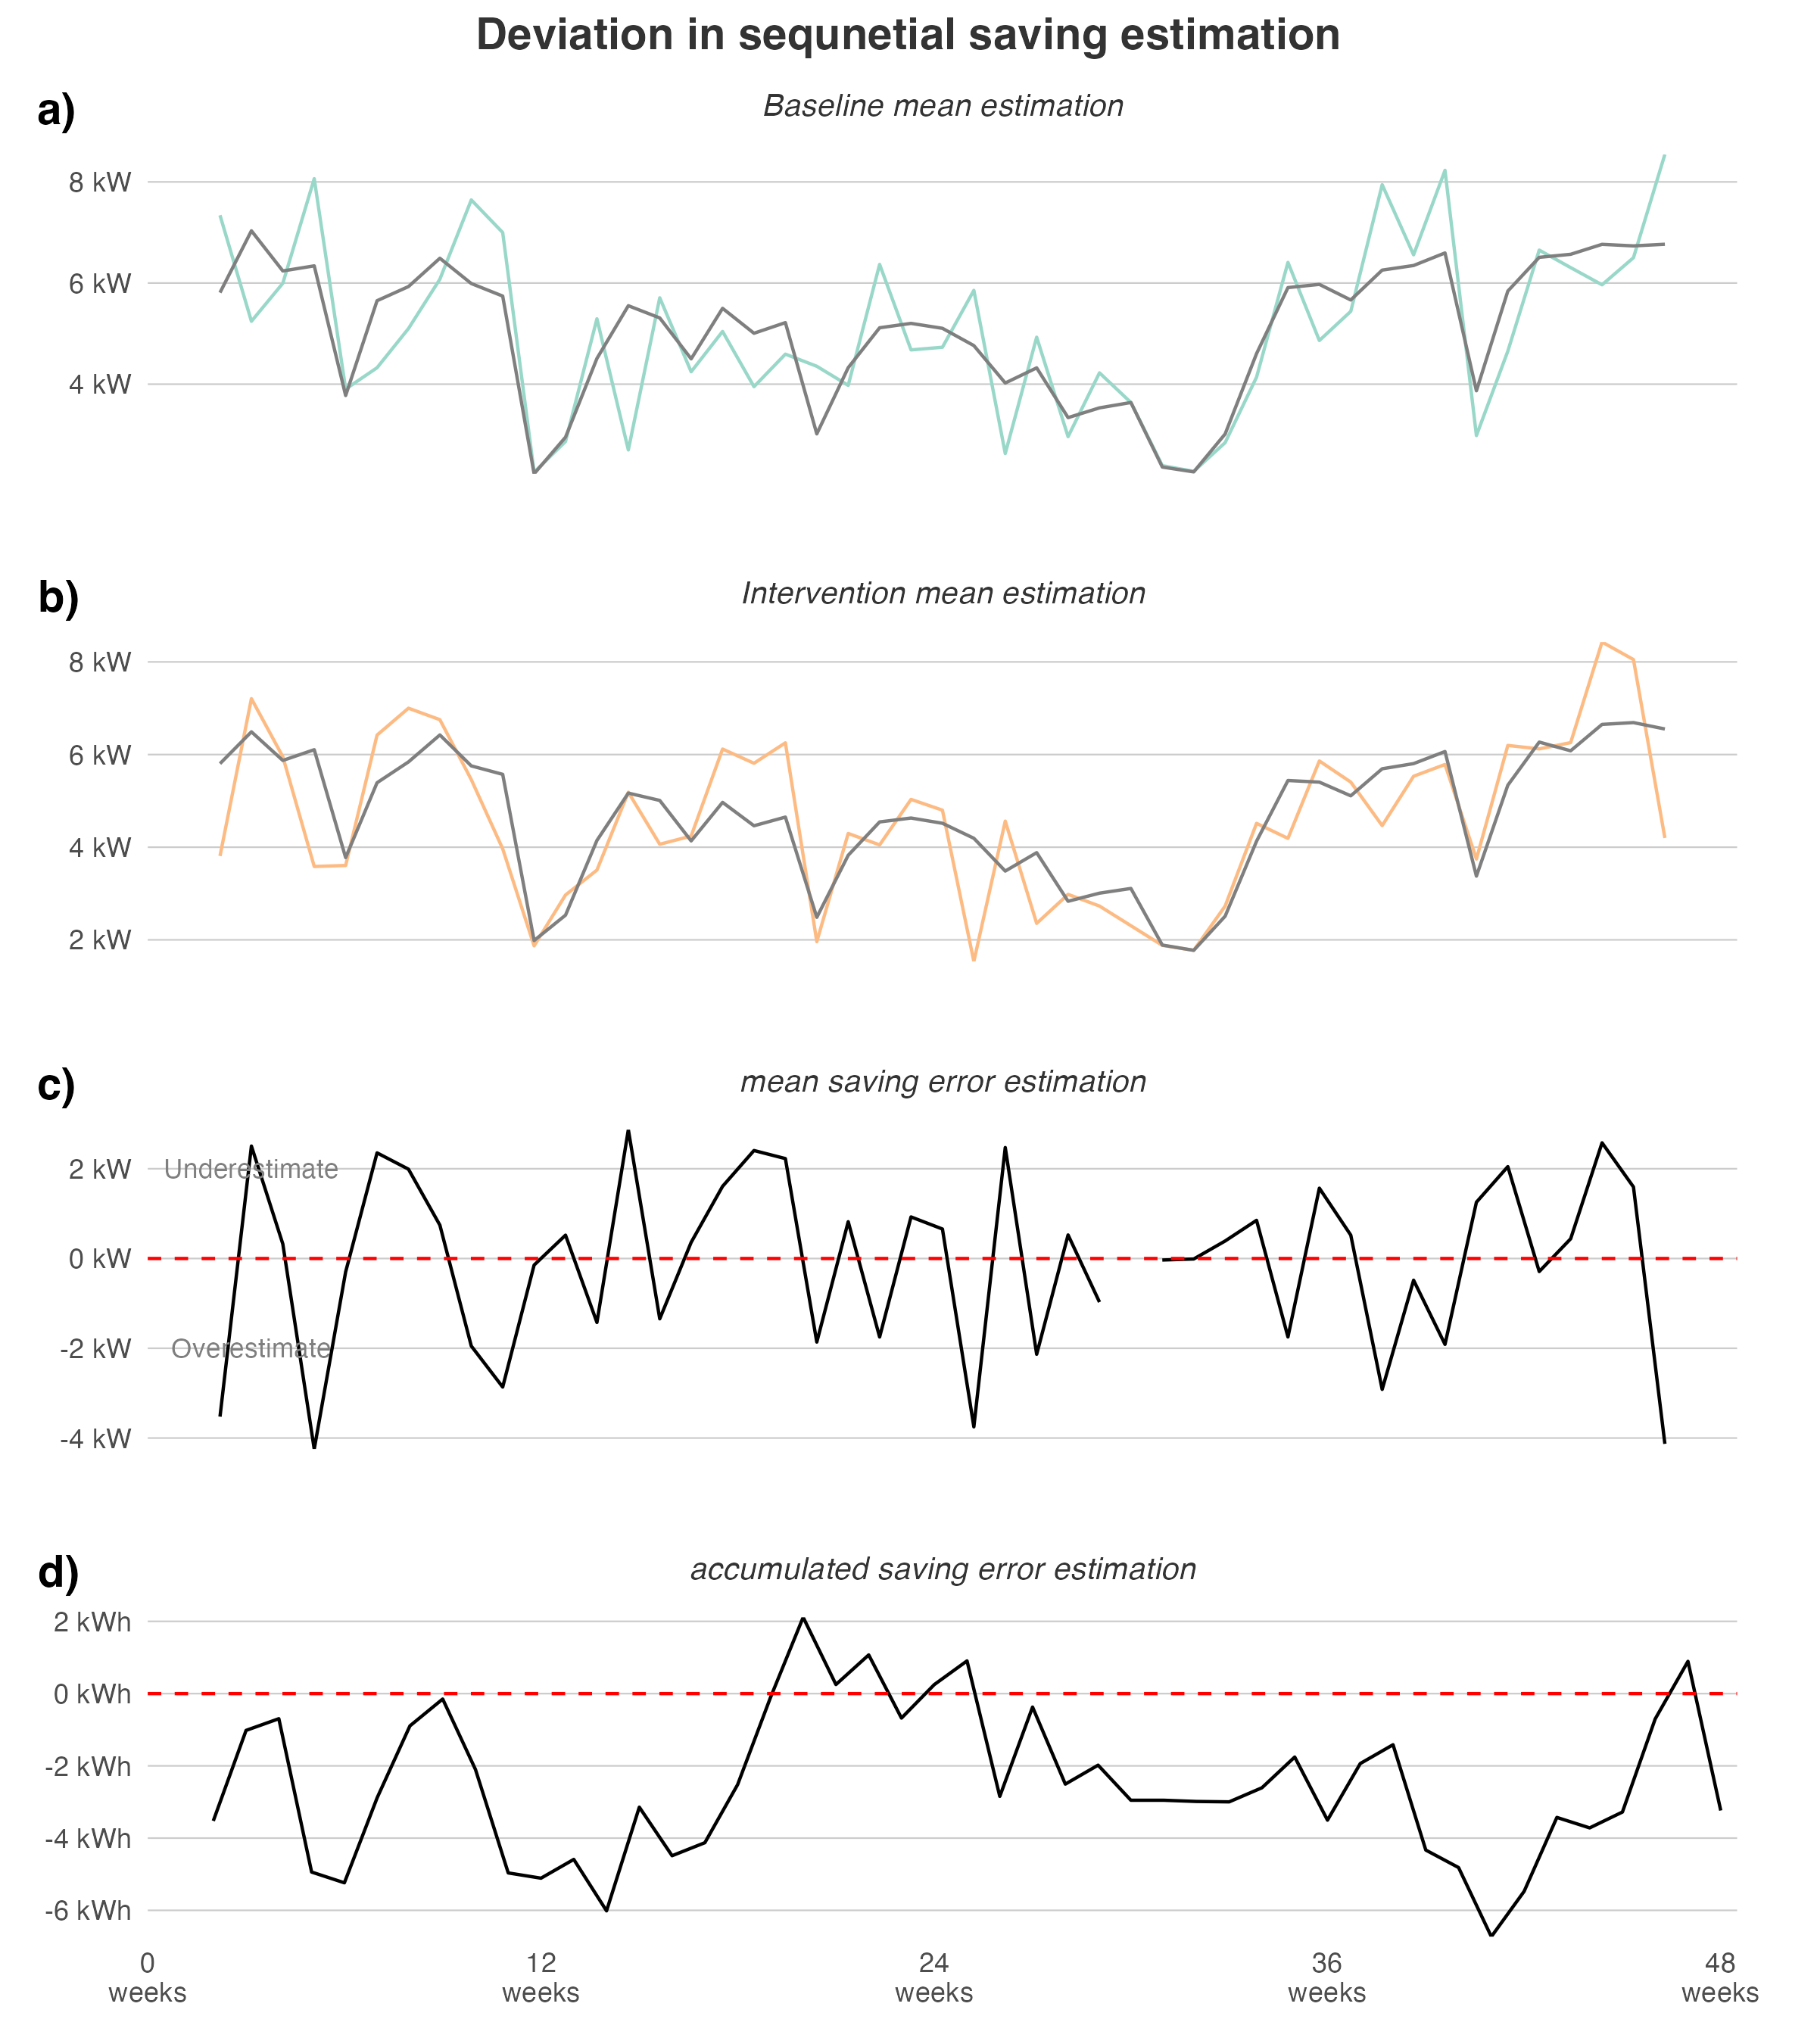 Deviation in sequnetial saving estimation
a)
Baseline mean estimation
8 kW
6 kW
4 kW
b)
Intervention mean estimation
8 kW
6 kW
4 kW
2 kW
c)
mean saving error estimation
2 kW
Underestimate
0 kW
-2 kW
Overestimate
-4 kW
d)
accumulated saving error estimation
2 kWh
0 kWh
-2 kWh
-4 kWh
-6 kWh
0 weeks
12 weeks
24 weeks
36 weeks
48 weeks